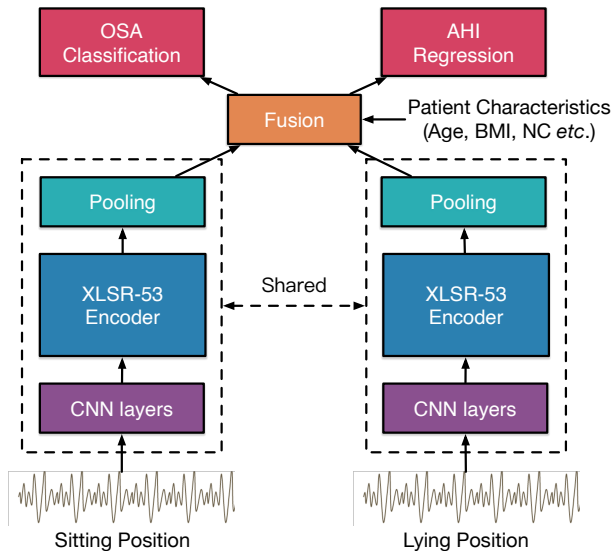 OSA
Classification
AHI
Regression
Fusion
Patient Characteristics
(Age, BMI, NC etc.)
Pooling
Pooling
XLSR-53
Encoder
Shared
XLSR-53
Encoder
CNN layers
CNN layers
Sitting Position
Lying Position